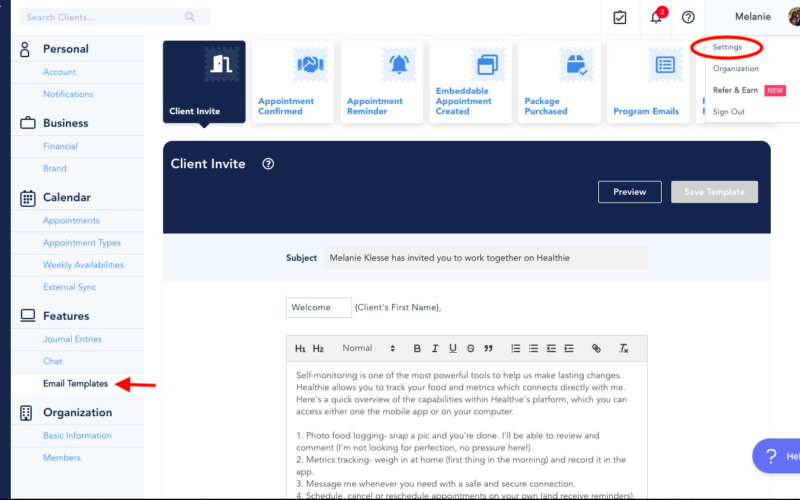 Search Clients...
2
Melanie
Settings
Organization
Refer & Earn NEW
Sign Out
Personal
Account
Notifications
Business
Financial
Brand
Calendar
Appointments
Appointment Types
Weekly Availabilities
External Sync
Features
Journal Entries
Chat
Email Templates
Organization
Basic Information
Members
Client Invite
Appointment
Confirmed
Appointment
Reminder
Embeddable
Appointment
Created
Package
Purchased
Program Emails
Client Invite
Preview
Save Template
Subject
Melanie Klesse has invited you to work together on Healthie
Welcome {Client's First Name},
H1 H2 Normal B I U S
Self-monitoring is one of the most powerful tools to help us make lasting changes.
Healthie allows you to track your food and metrics which connects directly with me.
Here's a quick overview of the capabilities within Healthie's platform, which you can
access either one the mobile app or on your computer.
1. Photo food logging- snap a pic and you're done. I'll be able to review and
comment (I'm not looking for perfection, no pressure here!)
2. Metrics tracking- weigh in at home (first thing in the morning) and record it in the
app.
3. Message me whenever you need with a safe and secure connection.
4. Schedule, cancel or reschedule appointments on your own (and receive reminders),
? Hel